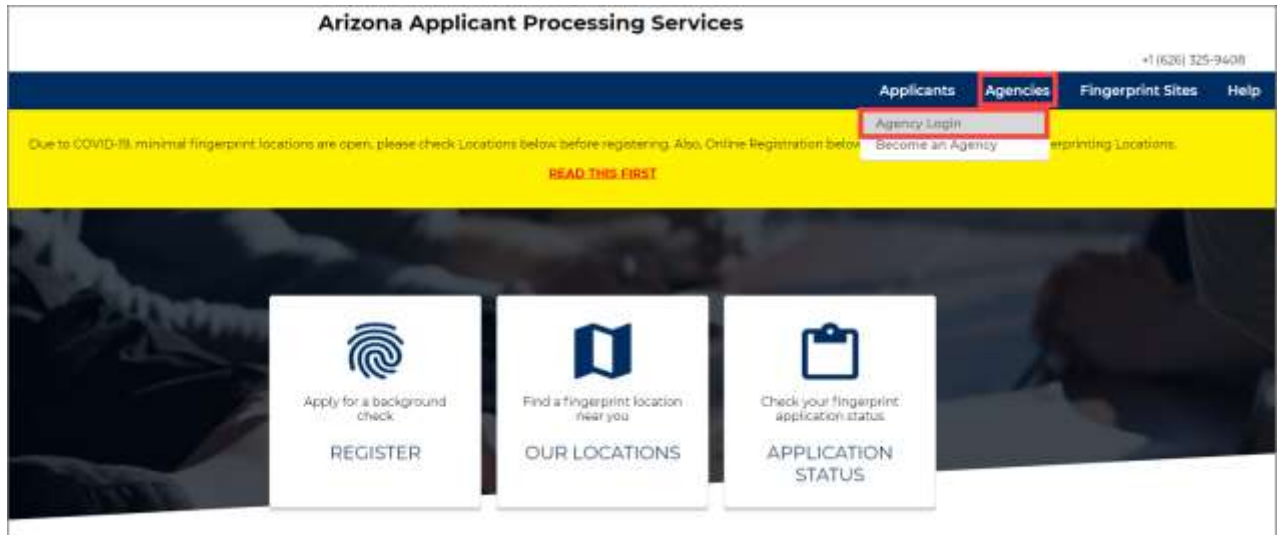 Arizona Applicant Processing Services
+1 (626) 325-9408
Applicants Agencies Fingerprint Sites Help
Agency Login
Become an Agency
Due to COVID-19, minimal fingerprint locations are open, please check Locations below before registering. Also, Online Registration below erprinting Locations.
READ THIS FIRST
Apply for a background
check
REGISTER
Find a fingerprint location
near you
OUR LOCATIONS
Check your fingerprint
application status
APPLICATION
STATUS